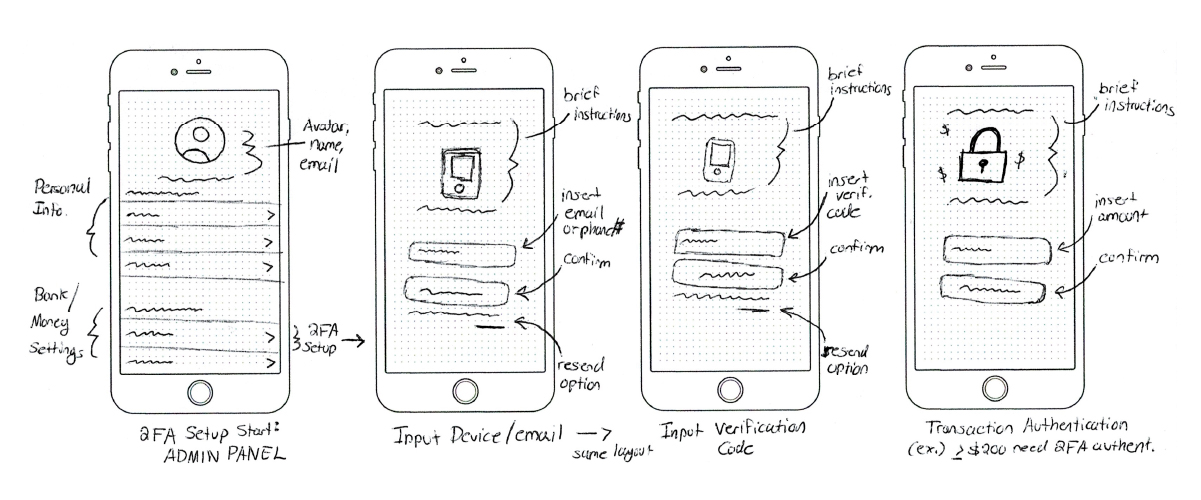 Avatar,
name,
email
Personal
Info.
Bank/
Money
Settings
2FA
Setup
2FA Setup Start:
ADMIN PANEL
brief
instructions
insert
email
or phone#
confirm
resend
option
Input Device/email →
same layout
brief
instructions
insert
verif.
code
confirm
resend
option
Input Verification
Code
brief
instructions
$
$
$
insert
amount
confirm
Transaction Authentication
(ex.) ≥$200 need 2FA authent.